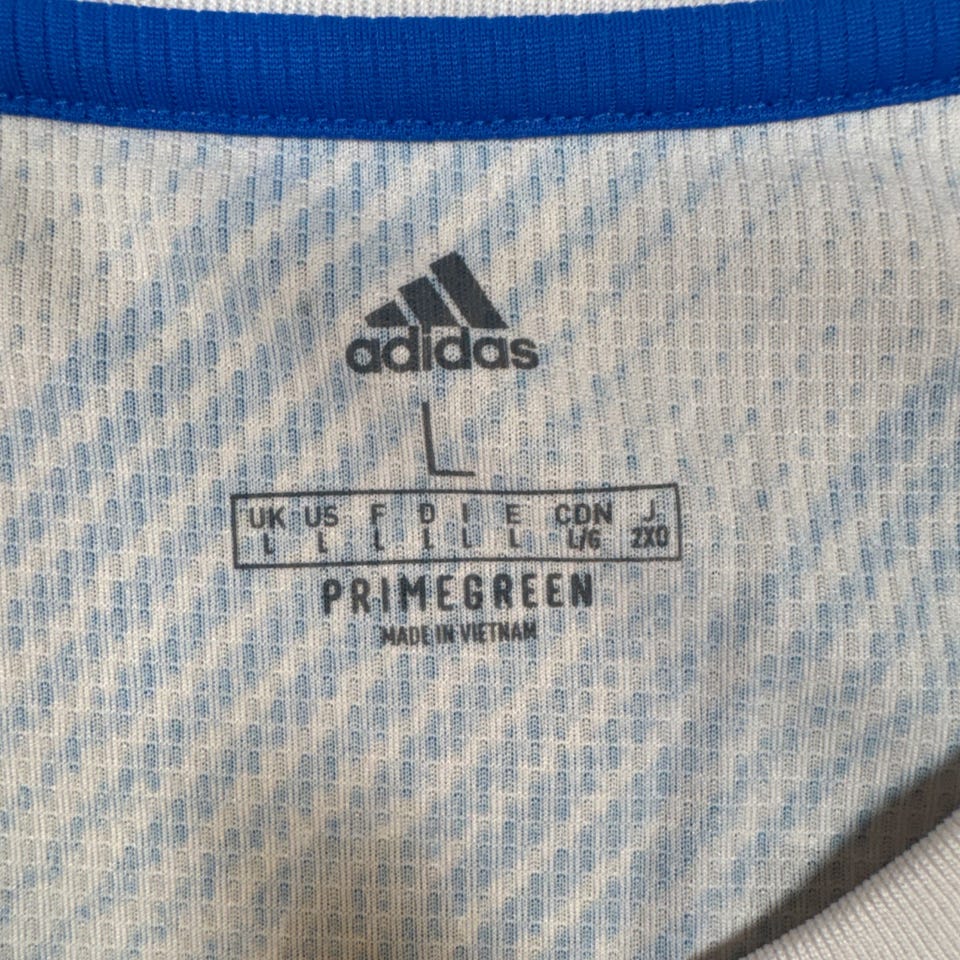 adidas
L
UK US F D I E CDN J
L L L L L L L/G 2XO
PRIMEGREEN
MADE IN VIETNAM